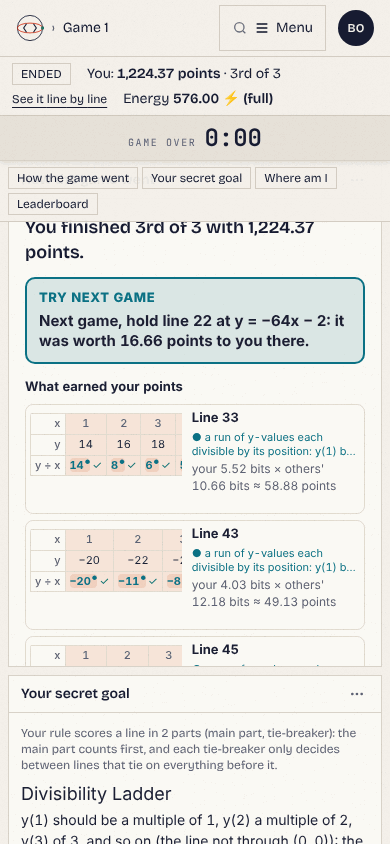 › Game 1
Menu
BO
ENDED
You: 1,224.37 points · 3rd of 3
See it line by line
Energy 576.00 ⚡ (full)
GAME OVER 0:00
How the game went
Your secret goal
Where am I
Leaderboard
You finished 3rd of 3 with 1,224.37
points.
TRY NEXT GAME
Next game, hold line 22 at y = −64x − 2: it
was worth 16.66 points to you there.
What earned your points
x 1 2 3
y 14 16 18
y ÷ x 14● ✓ 8● ✓ 6● ✓
Line 33
● a run of y-values each
divisible by its position: y(1) b...
your 5.52 bits × others'
10.66 bits ≈ 58.88 points
x 1 2
y −20 −22
y ÷ x −20● ✓ −11● ✓ −8
Line 43
● a run of y-values each
divisible by its position: y(1) b...
your 4.03 bits × others'
12.18 bits ≈ 49.13 points
x 1 2 3
Line 45
Your secret goal
...
Your rule scores a line in 2 parts (main part, tie-breaker): the
main part counts first, and each tie-breaker only decides
between lines that tie on everything before it.
Divisibility Ladder
y(1) should be a multiple of 1, y(2) a multiple of 2,
y(3) of 3, and so on (the line not through (0, 0)); the